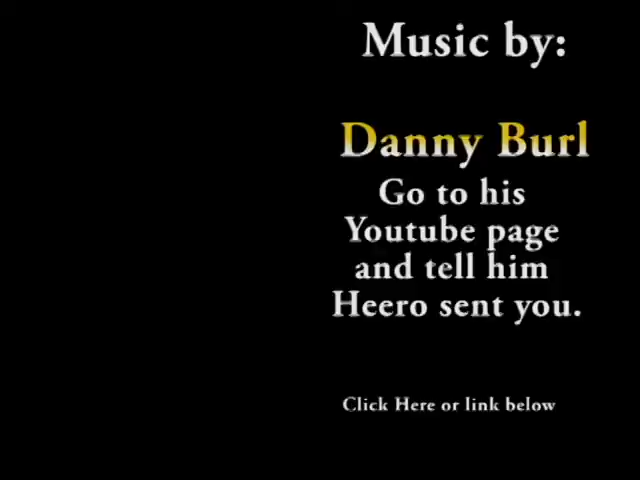 Music by:
Danny Burl
Go to his
Youtube page
and tell him
Heero sent you.
Click Here or link below